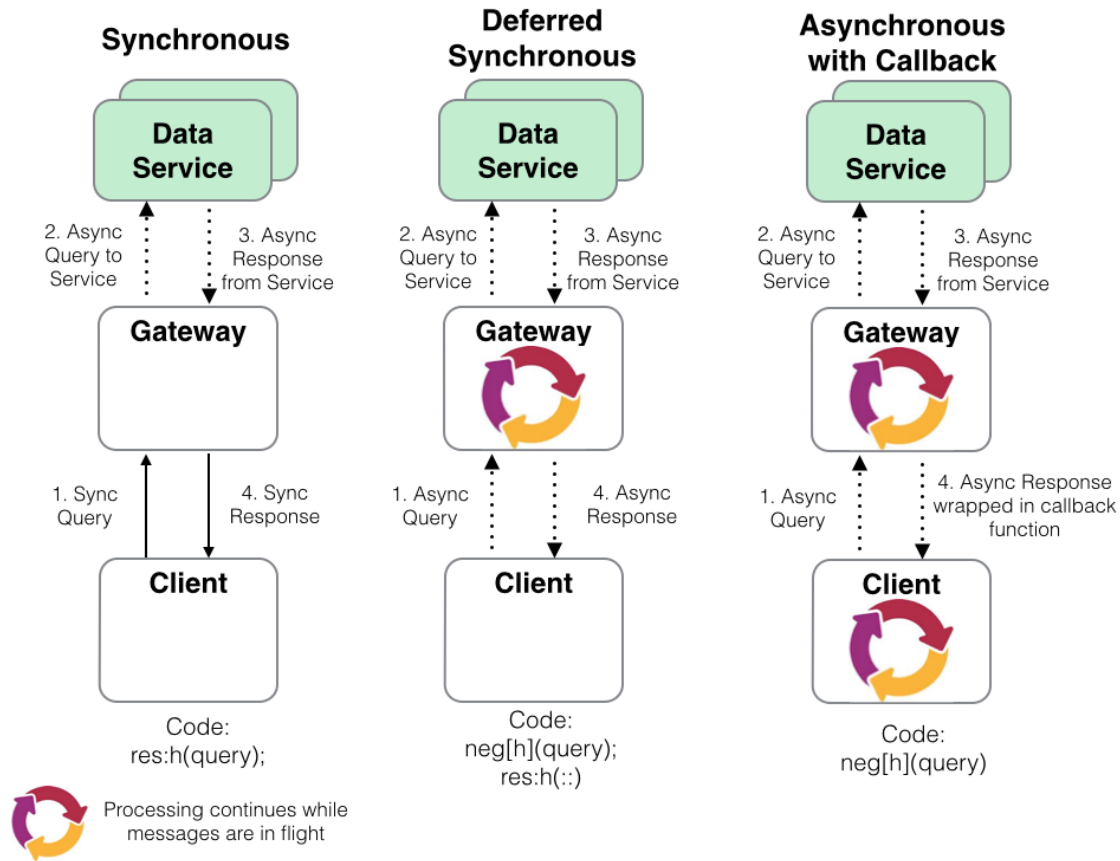 Synchronous
Data
Service
2. Async
Query to
Service
3. Async
Response
from Service
Gateway
1. Sync
Query
4. Sync
Response
Client
Code:
res:h(query);
Deferred
Synchronous
Data
Service
2. Async
Query to
Service
3. Async
Response
from Service
Gateway
1. Async
Query
4. Async
Response
Client
Code:
neg[h](query);
res:h(::)
Asynchronous
with Callback
Data
Service
2. Async
Query to
Service
3. Async
Response
from Service
Gateway
1. Async
Query
4. Async Response
wrapped in callback
function
Client
Code:
neg[h](query)
Processing continues while
messages are in flight